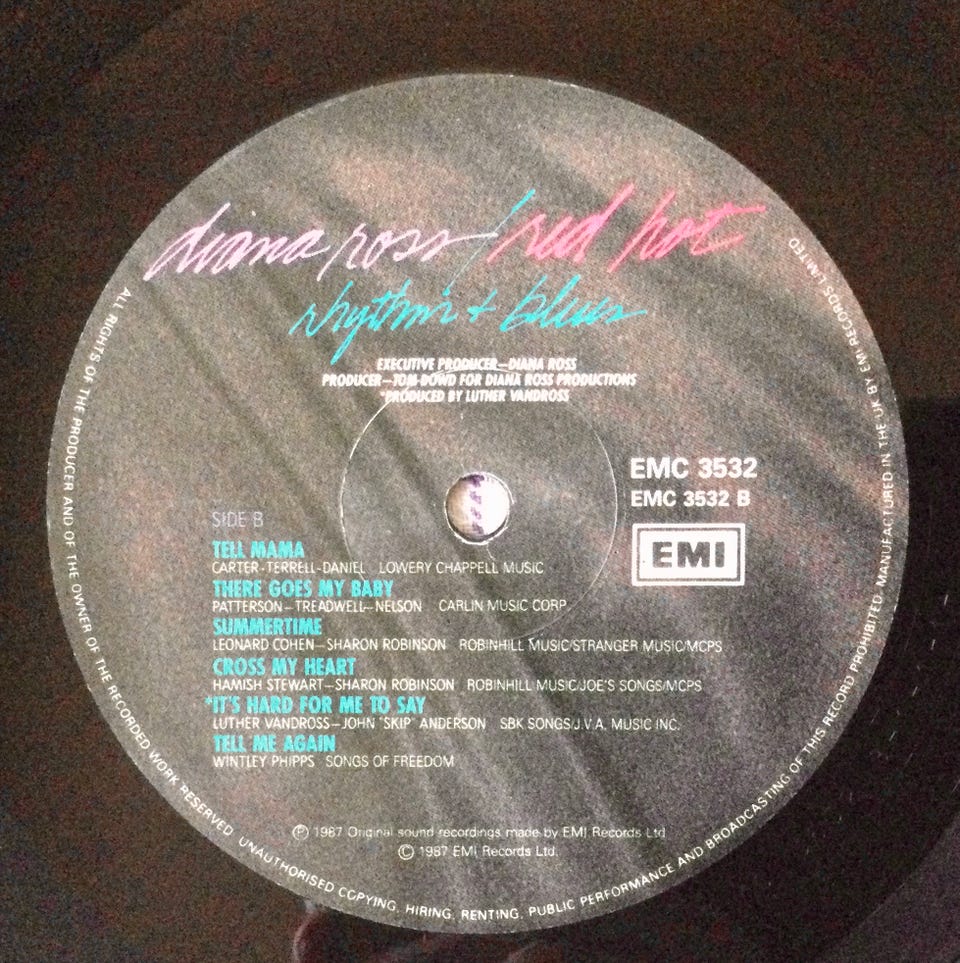 diana ross / red hot
rhythm + blues
EXECUTIVE PRODUCER—DIANA ROSS
PRODUCER—TOM DOWD FOR DIANA ROSS PRODUCTIONS
*PRODUCED BY LUTHER VANDROSS
EMC 3532
EMC 3532 B
EMI
SIDE B
TELL MAMA
CARTER-TERRELL-DANIEL LOWERY CHAPPELL MUSIC
THERE GOES MY BABY
PATTERSON—TREADWELL—NELSON CARLIN MUSIC CORP.
SUMMERTIME
LEONARD COHEN—SHARON ROBINSON ROBINHILL MUSIC/STRANGER MUSIC/MCPS
CROSS MY HEART
HAMISH STEWART—SHARON ROBINSON ROBINHILL MUSIC/JOE'S SONGS/MCPS
*IT'S HARD FOR ME TO SAY
LUTHER VANDROSS—JOHN "SKIP" ANDERSON SBK SONGS/J.V.A. MUSIC INC.
TELL ME AGAIN
WINTLEY PHIPPS SONGS OF FREEDOM
℗ 1987 Original sound recordings made by EMI Records Ltd
© 1987 EMI Records Ltd.
ALL RIGHTS OF THE PRODUCER AND OF THE OWNER OF THE RECORDED WORK RESERVED. UNAUTHORISED COPYING, HIRING, RENTING, PUBLIC PERFORMANCE AND BROADCASTING OF THIS RECORD PROHIBITED. MANUFACTURED IN THE UK BY EMI RECORDS LIMITED